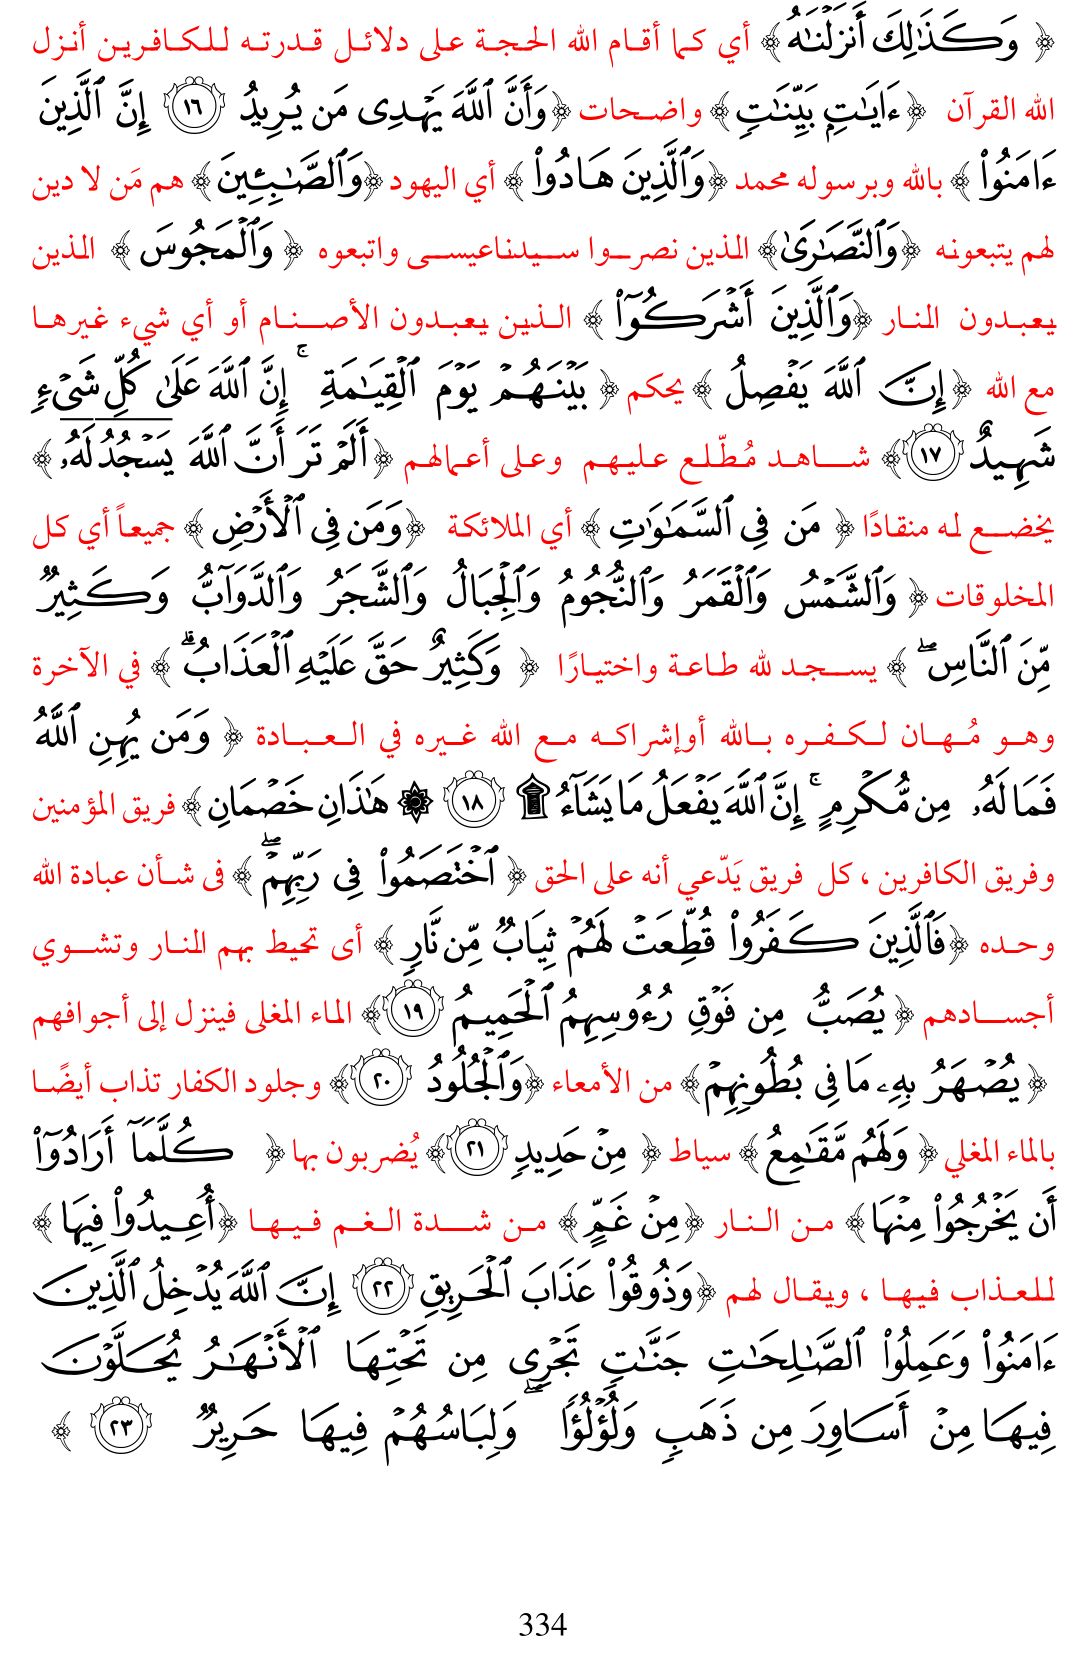 ﴿ وَكَذَٰلِكَ أَنزَلْنَٰهُ ﴾ أي كما أقام الله الحجة على دلائل قدرته للكافرين أنزل
الله القرآن ﴿ ءَايَٰتِۭ بَيِّنَٰتٍ ﴾ واضحات ﴿ وَأَنَّ ٱللَّهَ يَهْدِى مَن يُرِيدُ ١٦ إِنَّ ٱلَّذِينَ
ءَامَنُوا۟ ﴾ بالله وبرسوله محمد ﴿ وَٱلَّذِينَ هَادُوا۟ ﴾ أي اليهود ﴿ وَٱلصَّٰبِـِٔينَ ﴾ هم مَن لا دين
لهم يتبعونه ﴿ وَٱلنَّصَٰرَىٰ ﴾ الذين نصروا سيدناعيسى واتبعوه ﴿ وَٱلْمَجُوسَ ﴾ الذين
يعبدون النار ﴿ وَٱلَّذِينَ أَشْرَكُوٓا۟ ﴾ الذين يعبدون الأصنام أو أي شيء غيرها
مع الله ﴿ إِنَّ ٱللَّهَ يَفْصِلُ ﴾ يحكم ﴿ بَيْنَهُمْ يَوْمَ ٱلْقِيَٰمَةِ ۚ إِنَّ ٱللَّهَ عَلَىٰ كُلِّ شَىْءٍ
شَهِيدٌ ١٧ ﴾ شاهد مُطّلع عليهم وعلى أعمالهم ﴿ أَلَمْ تَرَ أَنَّ ٱللَّهَ يَسْجُدُ لَهُۥ ﴾
يخضع له منقادًا ﴿ مَن فِى ٱلسَّمَٰوَٰتِ ﴾ أي الملائكة ﴿ وَمَن فِى ٱلْأَرْضِ ﴾ جميعاً أي كل
المخلوقات ﴿ وَٱلشَّمْسُ وَٱلْقَمَرُ وَٱلنُّجُومُ وَٱلْجِبَالُ وَٱلشَّجَرُ وَٱلدَّوَآبُّ وَكَثِيرٌ
مِّنَ ٱلنَّاسِ ۖ ﴾ يسجد لله طاعة واختيارًا ﴿ وَكَثِيرٌ حَقَّ عَلَيْهِ ٱلْعَذَابُ ۗ ﴾ في الآخرة
وهو مُهان لكفره بالله أوإشراكه مع الله غيره في العبادة ﴿ وَمَن يُهِنِ ٱللَّهُ
فَمَا لَهُۥ مِن مُّكْرِمٍ ۚ إِنَّ ٱللَّهَ يَفْعَلُ مَا يَشَآءُ ۩ ١٨ ۞ هَٰذَانِ خَصْمَانِ ﴾ فريق المؤمنين
وفريق الكافرين ، كل فريق يَدّعي أنه على الحق ﴿ ٱخْتَصَمُوا۟ فِى رَبِّهِمْ ۖ ﴾ فى شأن عبادة الله
وحده ﴿ فَٱلَّذِينَ كَفَرُوا۟ قُطِّعَتْ لَهُمْ ثِيَابٌ مِّن نَّارٍ ﴾ أى تحيط بهم النار وتشوي
أجسادهم ﴿ يُصَبُّ مِن فَوْقِ رُءُوسِهِمُ ٱلْحَمِيمُ ١٩ ﴾ الماء المغلى فينزل إلى أجوافهم
﴿ يُصْهَرُ بِهِۦ مَا فِى بُطُونِهِمْ ﴾ من الأمعاء ﴿ وَٱلْجُلُودُ ٢٠ ﴾ وجلود الكفار تذاب أيضًا
بالماء المغلي ﴿ وَلَهُم مَّقَٰمِعُ ﴾ سياط ﴿ مِنْ حَدِيدٍ ٢١ ﴾ يُضربون بها ﴿ كُلَّمَآ أَرَادُوٓا۟
أَن يَخْرُجُوا۟ مِنْهَا ﴾ من النار ﴿ مِنْ غَمٍّ ﴾ من شدة الغم فيها ﴿ أُعِيدُوا۟ فِيهَا ﴾
للعذاب فيها ، ويقال لهم ﴿ وَذُوقُوا۟ عَذَابَ ٱلْحَرِيقِ ٢٢ إِنَّ ٱللَّهَ يُدْخِلُ ٱلَّذِينَ
ءَامَنُوا۟ وَعَمِلُوا۟ ٱلصَّالِحَاتِ جَنَّاتٍ تَجْرِى مِن تَحْتِهَا ٱلْأَنْهَارُ يُحَلَّوْنَ
فِيهَا مِنْ أَسَاوِرَ مِن ذَهَبٍ وَلُؤْلُؤًا ۖ وَلِبَاسُهُمْ فِيهَا حَرِيرٌ ٢٣ ﴾
334